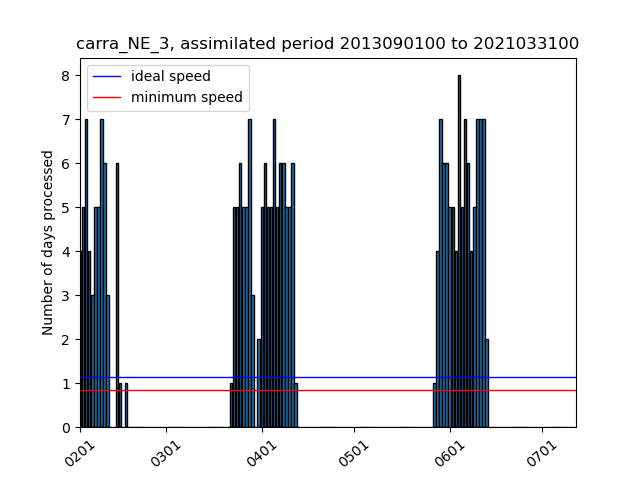 carra_NE_3, assimilated period 2013090100 to 2021033100
ideal speed
minimum speed
Number of days processed
8
7
6
5
4
3
2
1
0
0201 0301 0401 0501 0601 0701